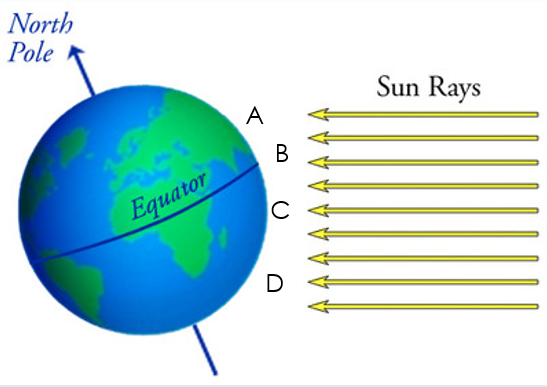 North
Pole
Sun Rays
A
B
Equator
C
D